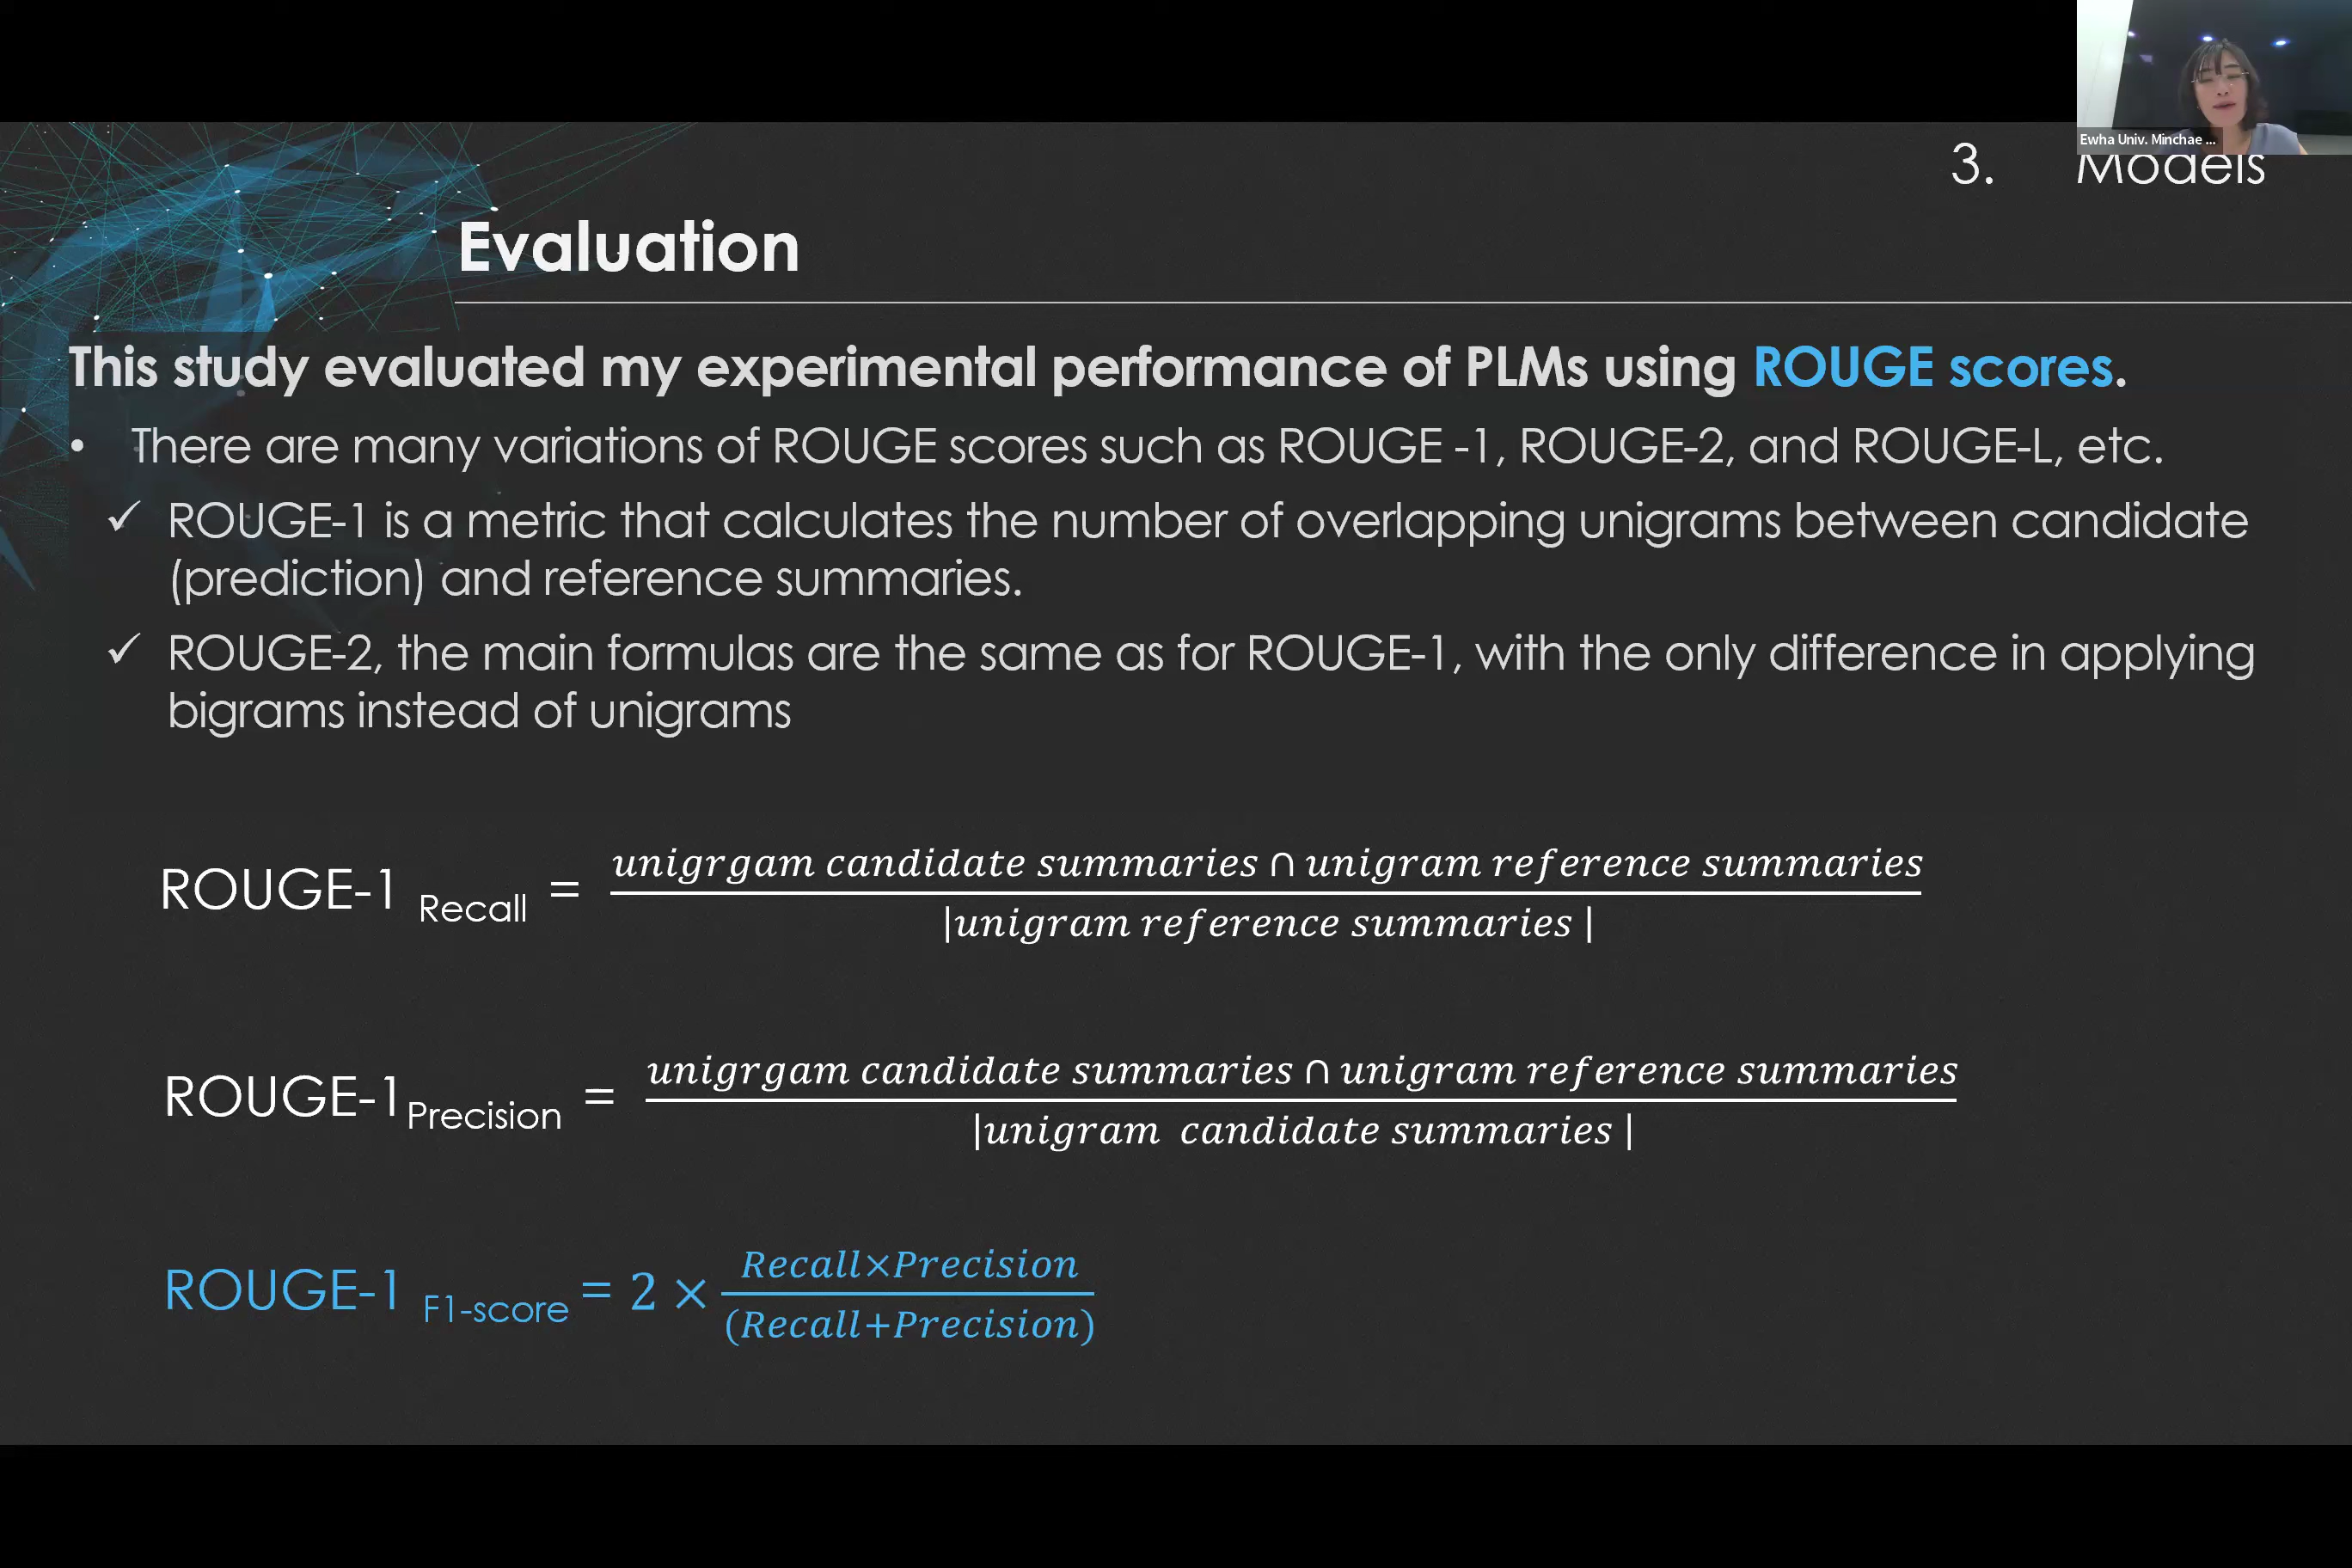 Ewha Univ. Minchae ...
3. Models
Evaluation
This study evaluated my experimental performance of PLMs using ROUGE scores.
• There are many variations of ROUGE scores such as ROUGE -1, ROUGE-2, and ROUGE-L, etc.
✓ ROUGE-1 is a metric that calculates the number of overlapping unigrams between candidate
(prediction) and reference summaries.
✓ ROUGE-2, the main formulas are the same as for ROUGE-1, with the only difference in applying
bigrams instead of unigrams
unigrgam candidate summaries ∩ unigram reference summaries
ROUGE-1 Recall =
|unigram reference summaries |
unigrgam candidate summaries ∩ unigram reference summaries
ROUGE-1 Precision =
|unigram candidate summaries |
Recall×Precision
ROUGE-1 F1-score = 2 ×
(Recall+Precision)